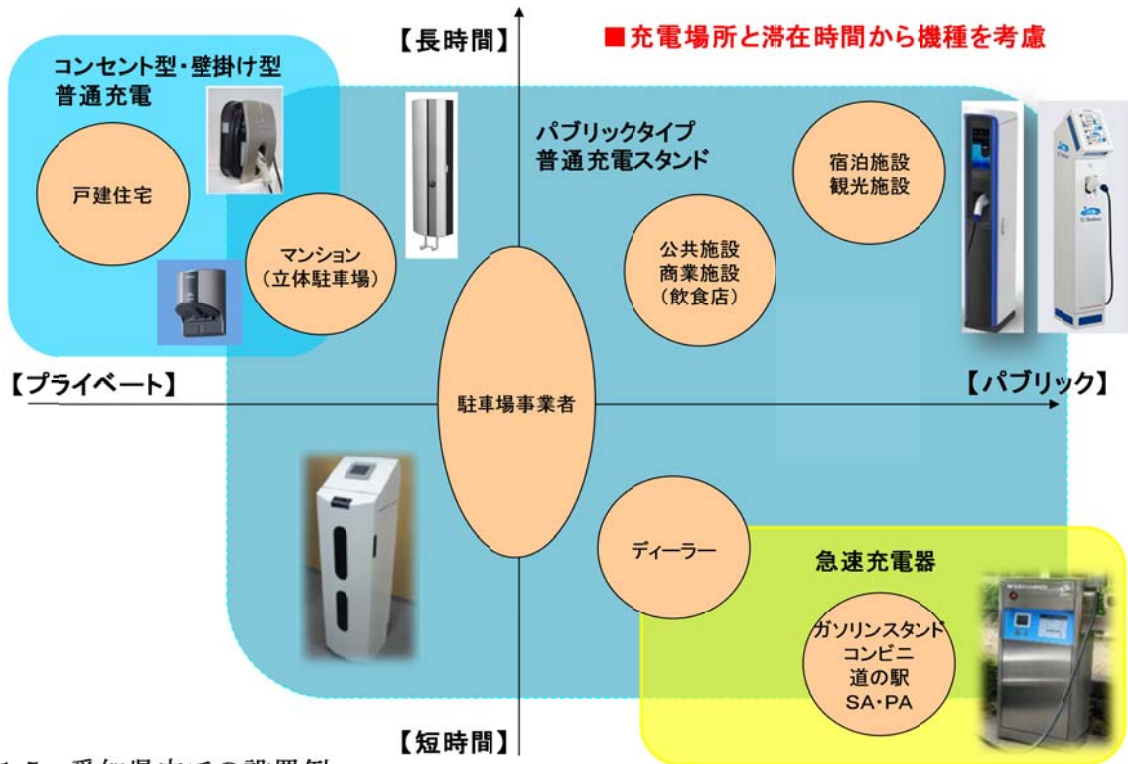 【長時間】
■充電場所と滞在時間から機種を考慮
コンセント型・壁掛け型
普通充電
パブリックタイプ
普通充電スタンド
宿泊施設
観光施設
戸建住宅
マンション
(立体駐車場)
公共施設
商業施設
(飲食店)
【プライベート】
【パブリック】
駐車場事業者
ディーラー
急速充電器
ガソリンスタンド
コンビニ
道の駅
SA・PA
【短時間】